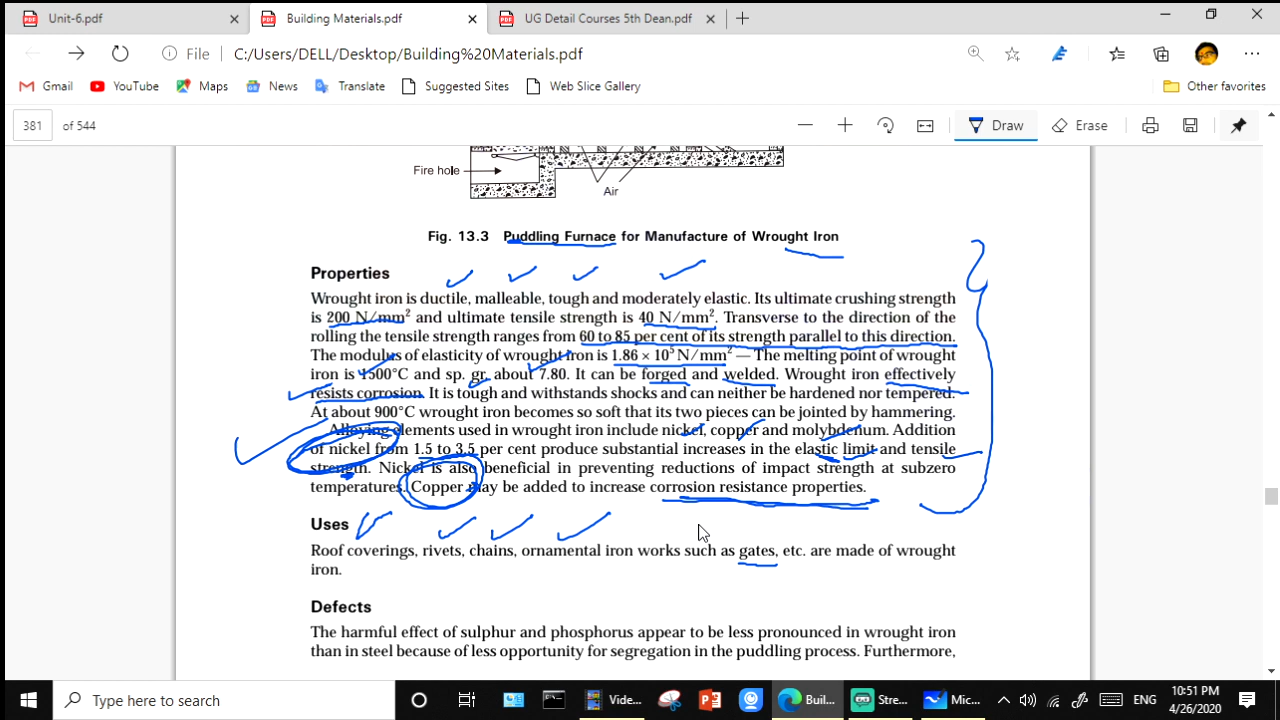 Unit-6.pdf
Building Materials.pdf
UG Detail Courses 5th Dean.pdf
File
C:/Users/DELL/Desktop/Building%20Materials.pdf
Gmail YouTube Maps News Translate Suggested Sites Web Slice Gallery Other favorites
381 of 544 Draw Erase
Fire hole
Air
Fig. 13.3 Puddling Furnace for Manufacture of Wrought Iron
Properties
Wrought iron is ductile, malleable, tough and moderately elastic. Its ultimate crushing strength
is 200 N/mm² and ultimate tensile strength is 40 N/mm². Transverse to the direction of the
rolling the tensile strength ranges from 60 to 85 per cent of its strength parallel to this direction.
The modulus of elasticity of wrought iron is 1.86 × 10⁵ N/mm² — The melting point of wrought
iron is 1500°C and sp. gr. about 7.80. It can be forged and welded. Wrought iron effectively
resists corrosion. It is tough and withstands shocks and can neither be hardened nor tempered.
At about 900°C wrought iron becomes so soft that its two pieces can be jointed by hammering.
Alloying elements used in wrought iron include nickel, copper and molybdenum. Addition
of nickel from 1.5 to 3.5 per cent produce substantial increases in the elastic limit and tensile
strength. Nickel is also beneficial in preventing reductions of impact strength at subzero
temperatures. Copper may be added to increase corrosion resistance properties.
Uses
Roof coverings, rivets, chains, ornamental iron works such as gates, etc. are made of wrought
iron.
Defects
The harmful effect of sulphur and phosphorus appear to be less pronounced in wrought iron
than in steel because of less opportunity for segregation in the puddling process. Furthermore,
Type here to search
Vide...
Buil...
Stre...
Mic...
ENG
10:51 PM
4/26/2020